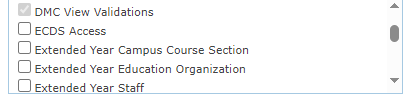 DMC View Validations
ECDS Access
Extended Year Campus Course Section
Extended Year Education Organization
Extended Year Staff